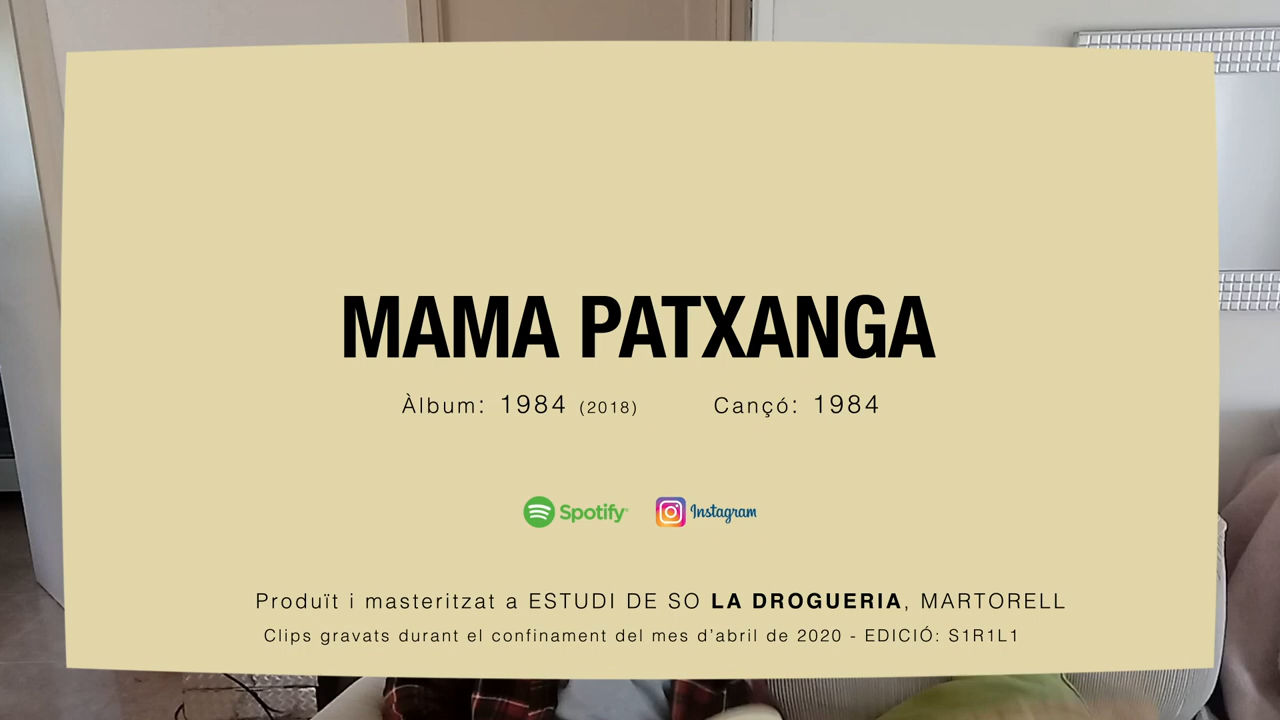 MAMA PATXANGA
Àlbum: 1984 (2018) Cançó: 1984
Spotify Instagram
Produït i masteritzat a ESTUDI DE SO LA DROGUERIA, MARTORELL
Clips gravats durant el confinament del mes d'abril de 2020 - EDICIÓ: S1R1L1